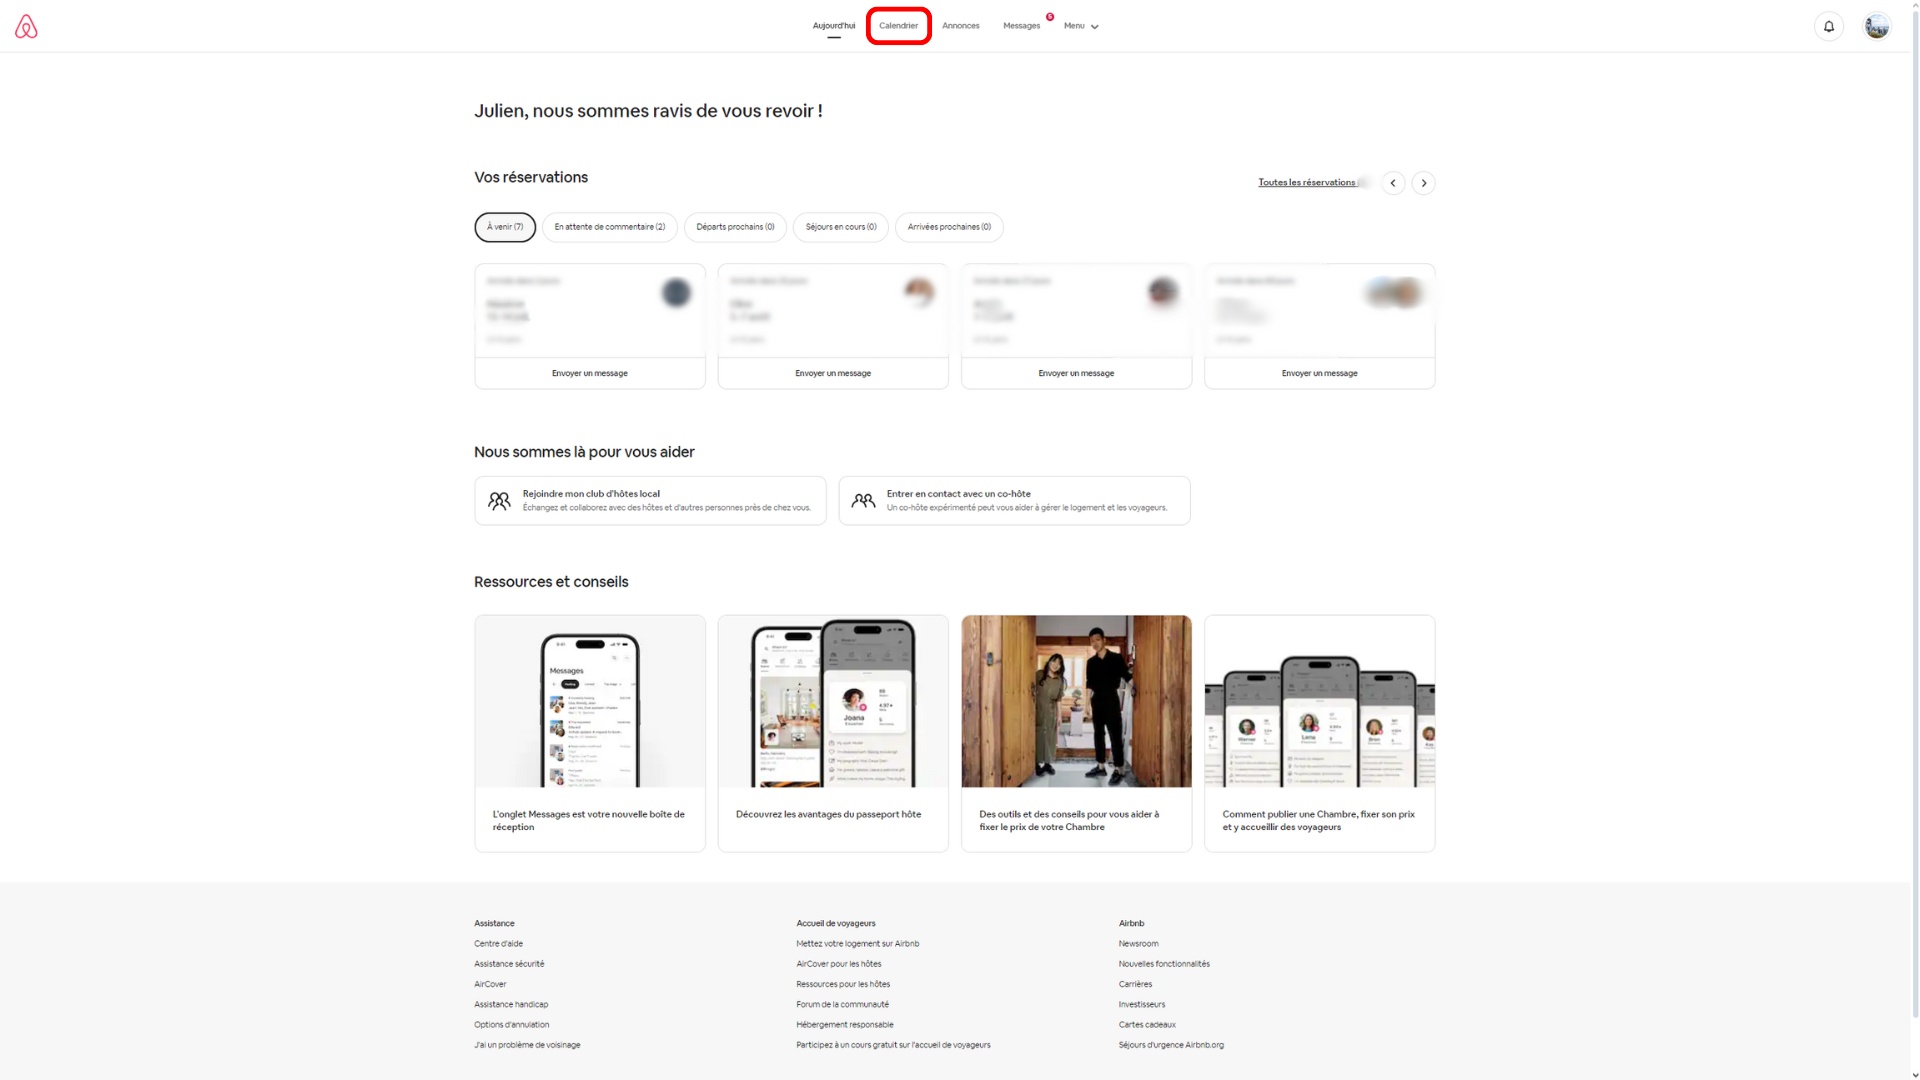 Aujourd'hui
Calendrier
Annonces
Messages
5
Menu
Julien, nous sommes ravis de vous revoir !
Vos réservations
Toutes les réservations
À venir (7)
En attente de commentaire (2)
Départs prochains (0)
Séjours en cours (0)
Arrivées prochaines (0)
Envoyer un message
Envoyer un message
Envoyer un message
Envoyer un message
Nous sommes là pour vous aider
Rejoindre mon club d'hôtes local
Échangez et collaborez avec des hôtes et d'autres personnes près de chez vous.
Entrer en contact avec un co-hôte
Un co-hôte expérimenté peut vous aider à gérer le logement et les voyageurs.
Ressources et conseils
Messages
Joana
Lena
L'onglet Messages est votre nouvelle boîte de
réception
Découvrez les avantages du passeport hôte
Des outils et des conseils pour vous aider à
fixer le prix de votre Chambre
Comment publier une Chambre, fixer son prix
et y accueillir des voyageurs
Assistance
Centre d'aide
Assistance sécurité
AirCover
Assistance handicap
Options d'annulation
J'ai un problème de voisinage
Accueil de voyageurs
Mettez votre logement sur Airbnb
AirCover pour les hôtes
Ressources pour les hôtes
Forum de la communauté
Hébergement responsable
Participez à un cours gratuit sur l'accueil de voyageurs
Airbnb
Newsroom
Nouvelles fonctionnalités
Carrières
Investisseurs
Cartes cadeaux
Séjours d'urgence Airbnb.org